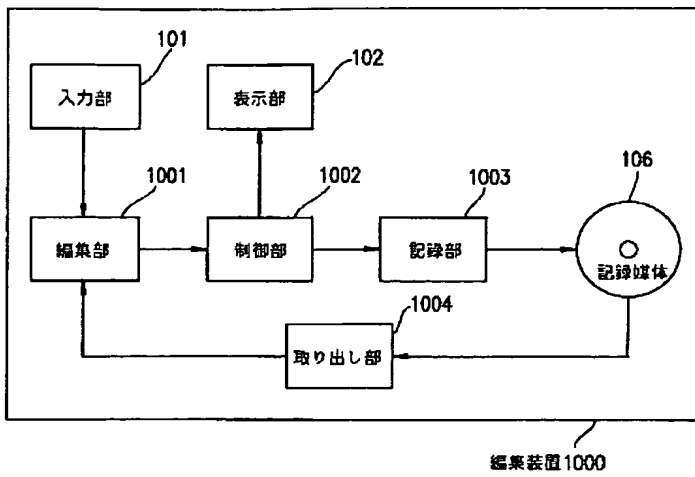 101
102
入力部
表示部
1001
1002
1003
106
編集部
制御部
記録部
記録媒体
1004
取り出し部
編集装置1000